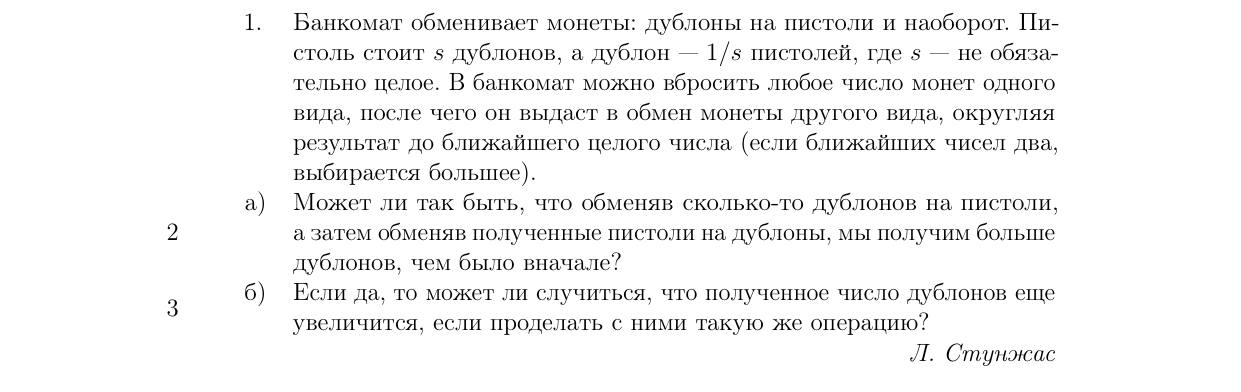 1. Банкомат обменивает монеты: дублоны на пистоли и наоборот. Пи-
столь стоит s дублонов, а дублон — 1/s пистолей, где s — не обяза-
тельно целое. В банкомат можно вбросить любое число монет одного
вида, после чего он выдаст в обмен монеты другого вида, округляя
результат до ближайшего целого числа (если ближайших чисел два,
выбирается большее).
а) Может ли так быть, что обменяв сколько-то дублонов на пистоли,
2 а затем обменяв полученные пистоли на дублоны, мы получим больше
дублонов, чем было вначале?
б) Если да, то может ли случиться, что полученное число дублонов еще
3 увеличится, если проделать с ними такую же операцию?
Л. Стунжас